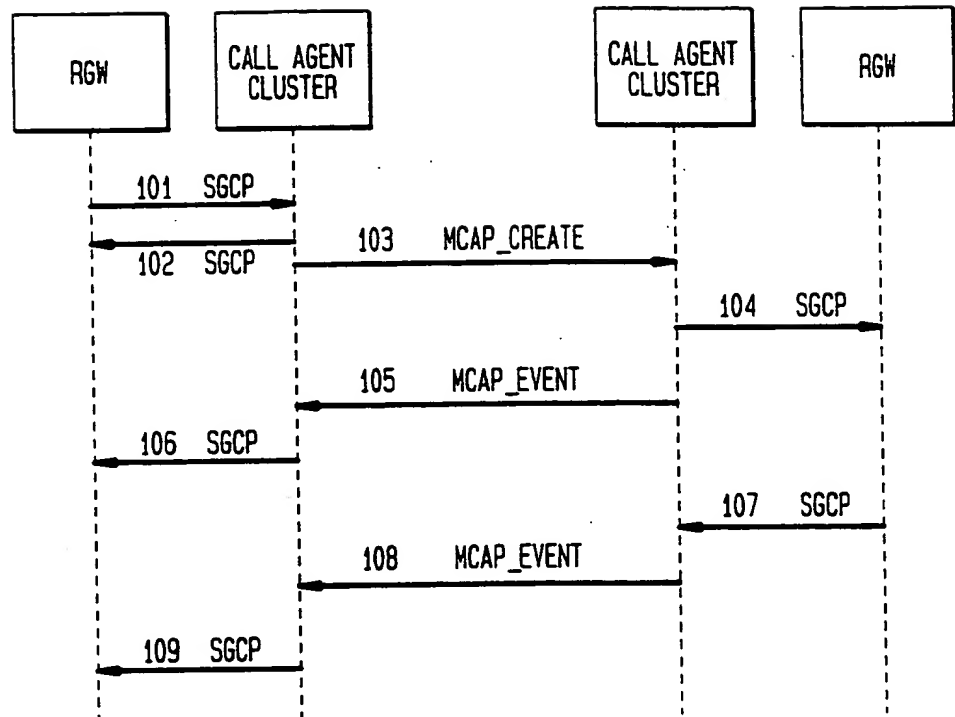 RGW
CALL AGENT
CLUSTER
CALL AGENT
CLUSTER
RGW
101 SGCP
102 SGCP
103 MCAP_CREATE
104 SGCP
105 MCAP_EVENT
106 SGCP
107 SGCP
108 MCAP_EVENT
109 SGCP